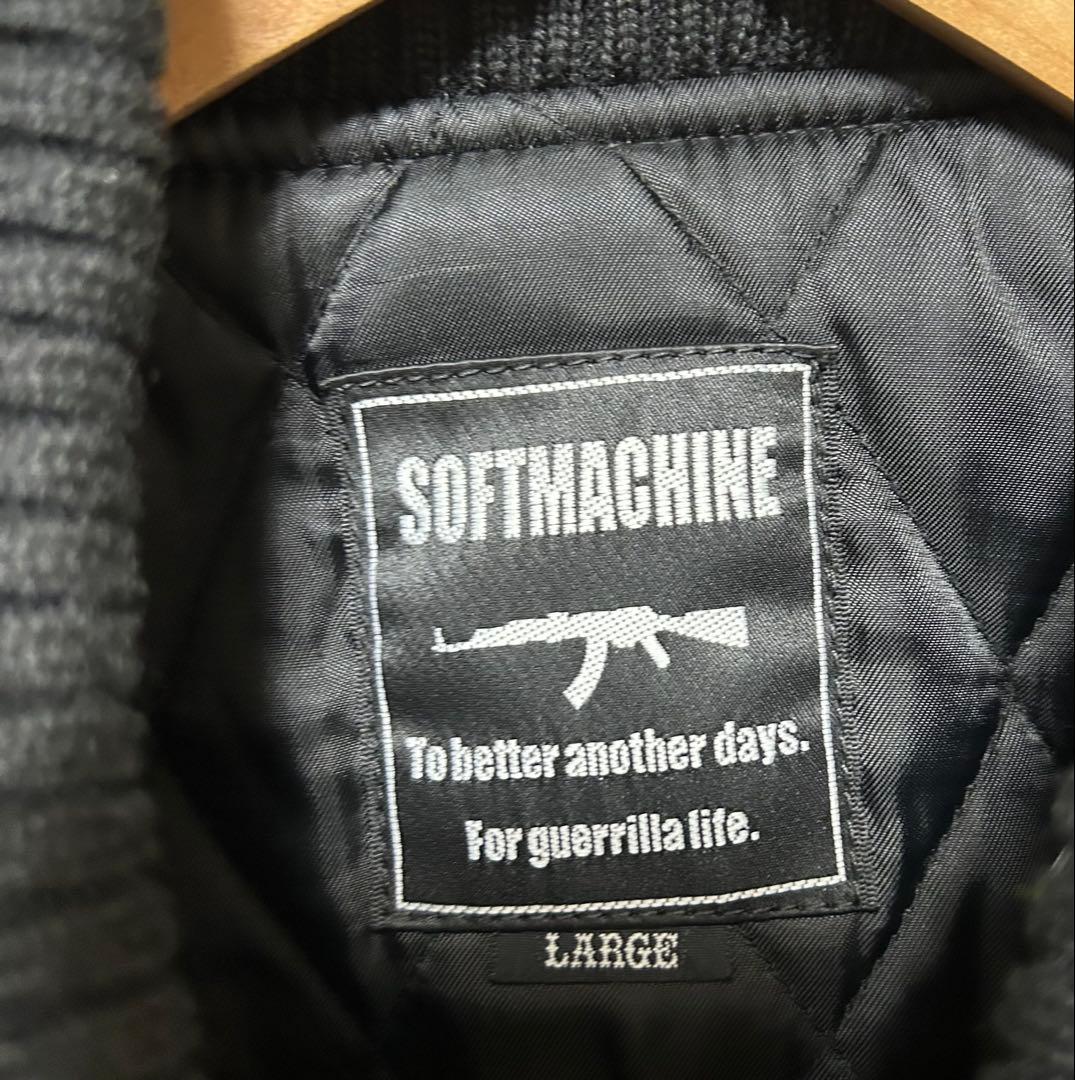 SOFTMACHINE
To better another days.
For guerrilla life.
LARGE